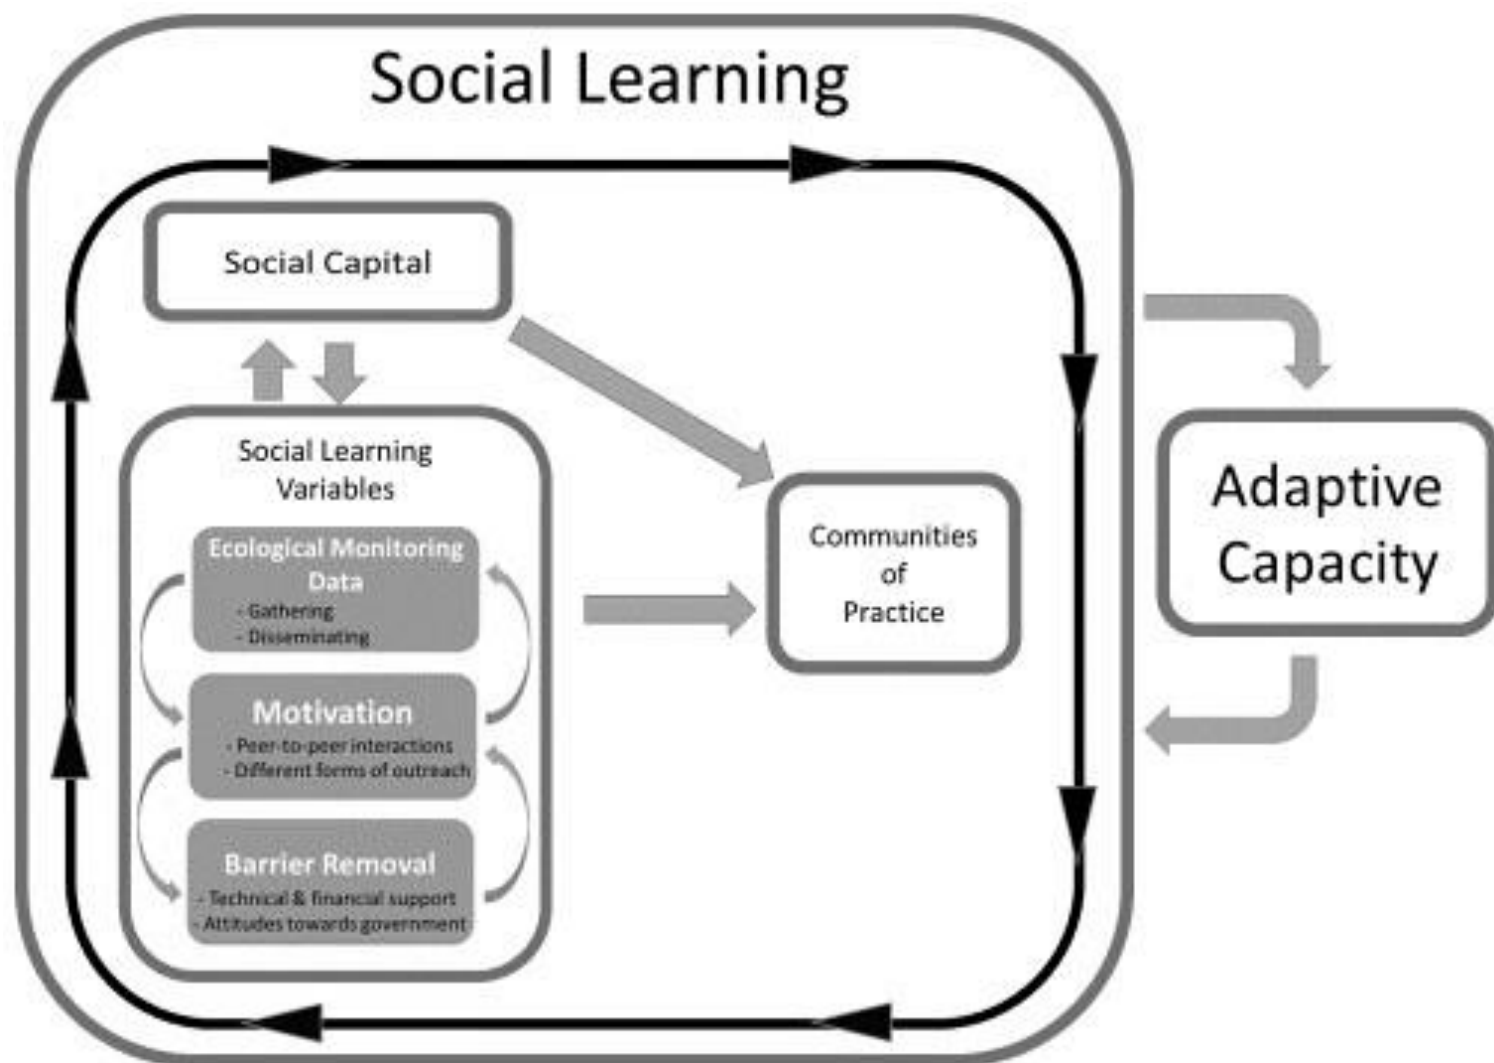 Social Learning
Social Capital
Social Learning
Variables
Ecological Monitoring
Data
- Gathering
- Disseminating
Motivation
- Peer-to-peer interactions
- Different forms of outreach
Barrier Removal
- Technical & financial support
- Attitudes towards government
Communities
of
Practice
Adaptive
Capacity